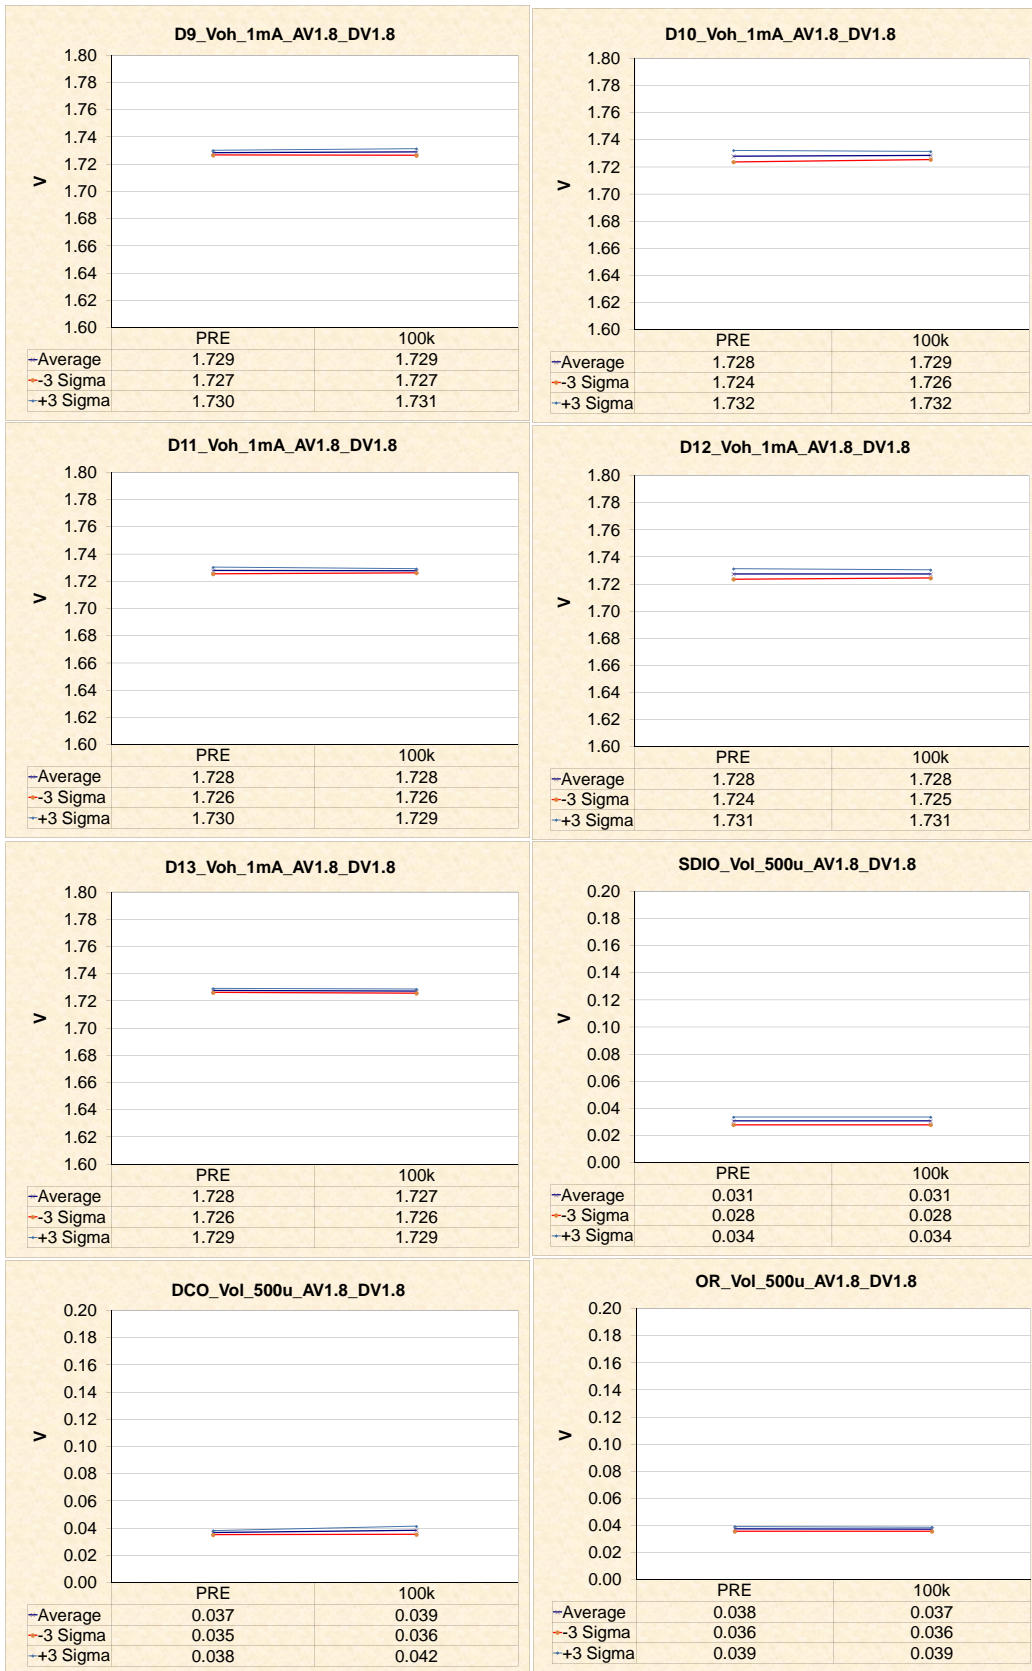 D9_Voh_1mA_AV1.8_DV1.8
1.80
1.78
1.76
1.74
1.72
1.70
1.68
1.66
1.64
1.62
1.60
V
PRE 100k
Average 1.729 1.729
-3 Sigma 1.727 1.727
+3 Sigma 1.730 1.731
D10_Voh_1mA_AV1.8_DV1.8
1.80
1.78
1.76
1.74
1.72
1.70
1.68
1.66
1.64
1.62
1.60
V
PRE 100k
Average 1.728 1.729
-3 Sigma 1.724 1.726
+3 Sigma 1.732 1.732
D11_Voh_1mA_AV1.8_DV1.8
1.80
1.78
1.76
1.74
1.72
1.70
1.68
1.66
1.64
1.62
1.60
V
PRE 100k
Average 1.728 1.728
-3 Sigma 1.726 1.726
+3 Sigma 1.730 1.729
D12_Voh_1mA_AV1.8_DV1.8
1.80
1.78
1.76
1.74
1.72
1.70
1.68
1.66
1.64
1.62
1.60
V
PRE 100k
Average 1.728 1.728
-3 Sigma 1.724 1.725
+3 Sigma 1.731 1.731
D13_Voh_1mA_AV1.8_DV1.8
1.80
1.78
1.76
1.74
1.72
1.70
1.68
1.66
1.64
1.62
1.60
V
PRE 100k
Average 1.728 1.727
-3 Sigma 1.726 1.726
+3 Sigma 1.729 1.729
SDIO_Vol_500u_AV1.8_DV1.8
0.20
0.18
0.16
0.14
0.12
0.10
0.08
0.06
0.04
0.02
0.00
V
PRE 100k
Average 0.031 0.031
-3 Sigma 0.028 0.028
+3 Sigma 0.034 0.034
DCO_Vol_500u_AV1.8_DV1.8
0.20
0.18
0.16
0.14
0.12
0.10
0.08
0.06
0.04
0.02
0.00
V
PRE 100k
Average 0.037 0.039
-3 Sigma 0.035 0.036
+3 Sigma 0.038 0.042
OR_Vol_500u_AV1.8_DV1.8
0.20
0.18
0.16
0.14
0.12
0.10
0.08
0.06
0.04
0.02
0.00
V
PRE 100k
Average 0.038 0.037
-3 Sigma 0.036 0.036
+3 Sigma 0.039 0.039